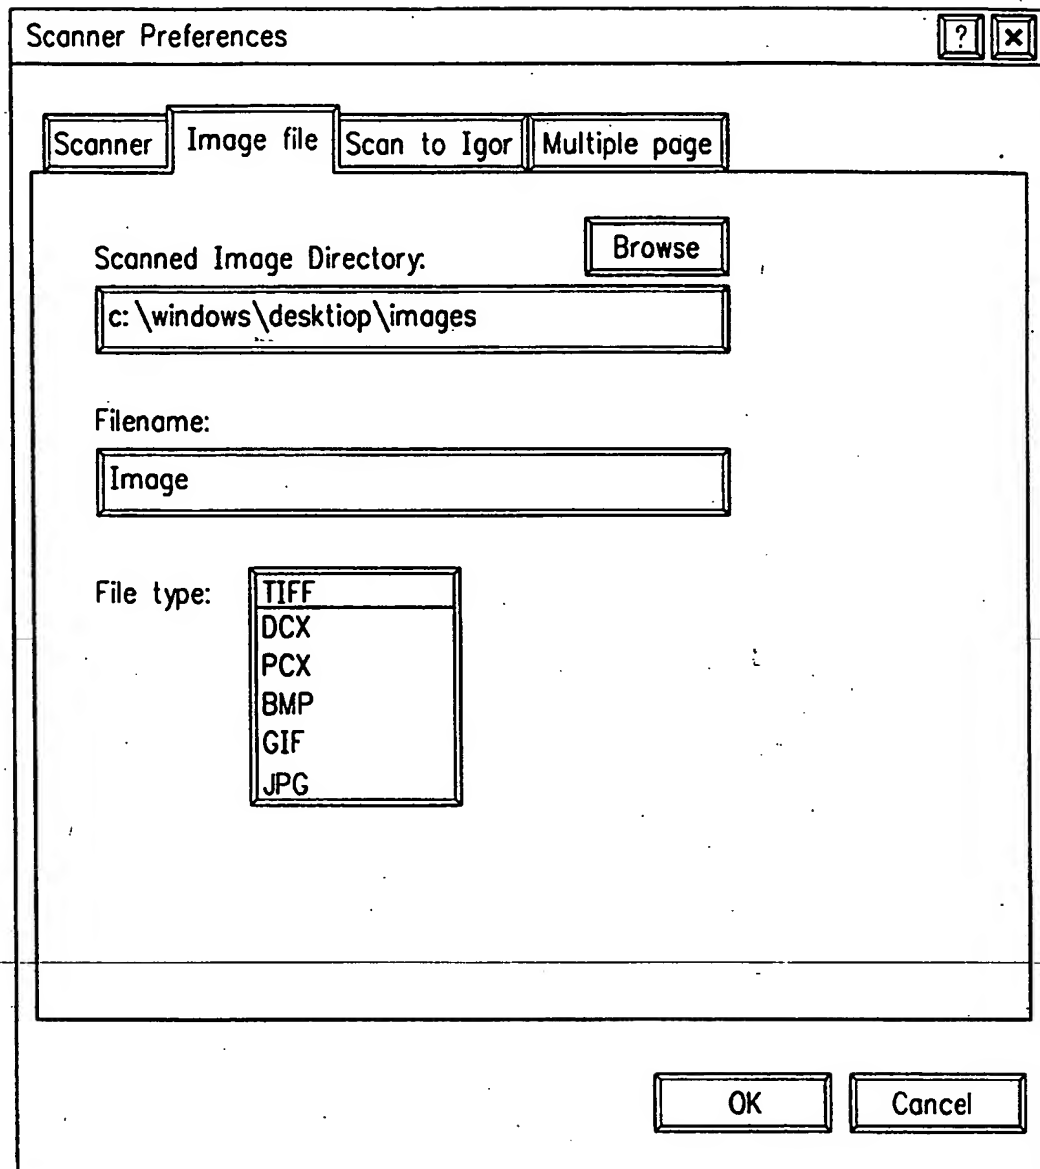 Scanner Preferences ? ×
Scanner Image file Scan to Igor Multiple page
Scanned Image Directory: Browse
c: \windows\desktiop\images
Filename:
Image
File type: TIFF
DCX
PCX
BMP
GIF
JPG
OK Cancel